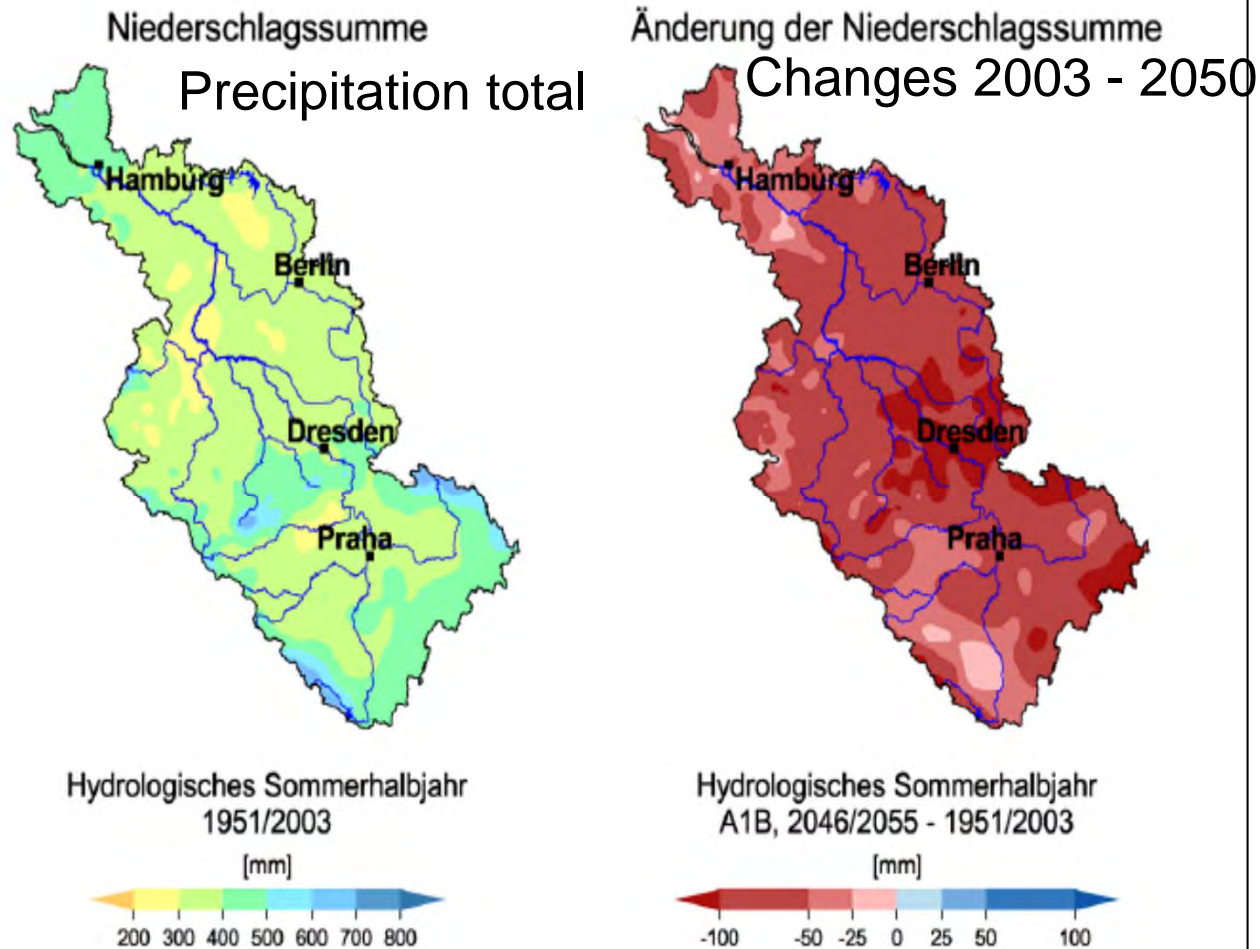 Niederschlagssumme
Precipitation total
Hamburg
Berlin
Dresden
Praha
Hydrologisches Sommerhalbjahr
1951/2003
[mm]
200 300 400 500 600 700 800
Änderung der Niederschlagssumme
Changes 2003 - 2050
Hamburg
Berlin
Dresden
Praha
Hydrologisches Sommerhalbjahr
A1B, 2046/2055 - 1951/2003
[mm]
-100 -50 -25 0 25 50 100